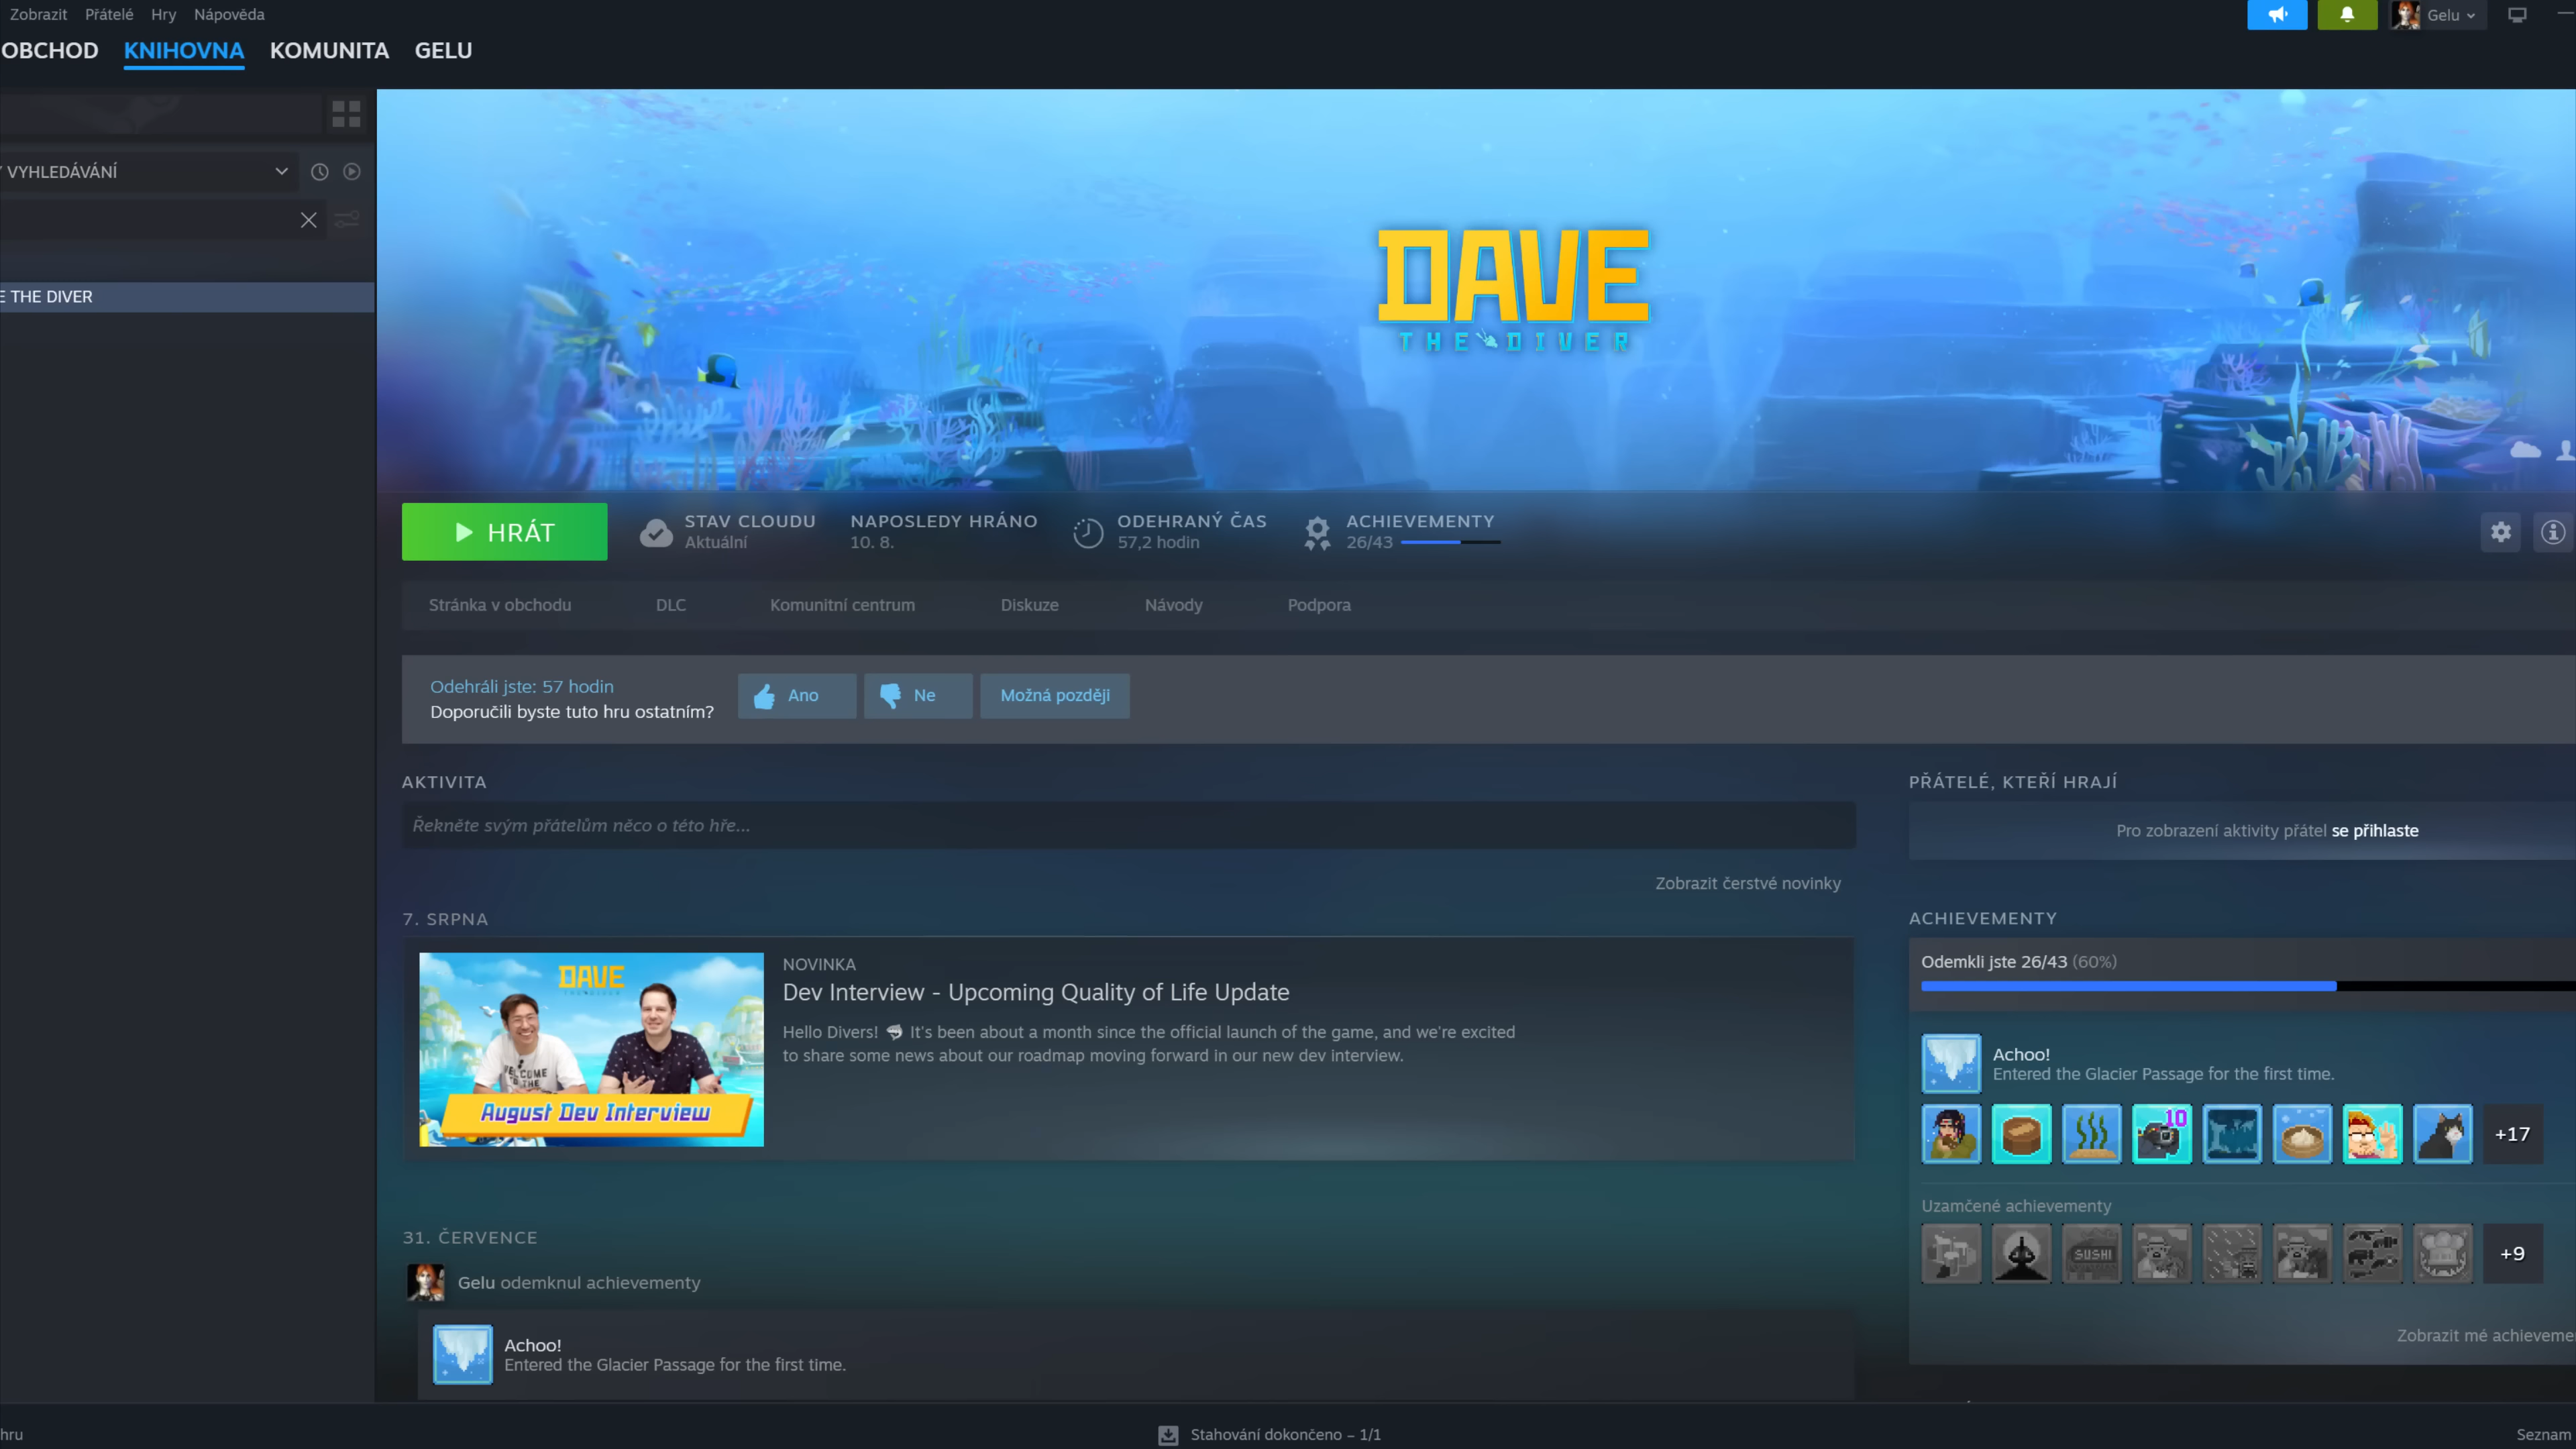 Zobrazit Přátelé Hry Nápověda
Gelu
OBCHOD KNIHOVNA KOMUNITA GELU
VYHLEDÁVÁNÍ
E THE DIVER
DAVE
THE DIVER
HRÁT
STAV CLOUDU
Aktuální
NAPOSLEDY HRÁNO
10. 8.
ODEHRANÝ ČAS
57,2 hodin
ACHIEVEMENTY
26/43
Stránka v obchodu DLC Komunitní centrum Diskuze Návody Podpora
Odehráli jste: 57 hodin
Doporučili byste tuto hru ostatním?
Ano Ne Možná později
AKTIVITA
Řekněte svým přátelům něco o této hře...
Zobrazit čerstvé novinky
7. SRPNA
DAVE
WELCOME
TO THE
August Dev Interview
NOVINKA
Dev Interview - Upcoming Quality of Life Update
Hello Divers! It's been about a month since the official launch of the game, and we're excited
to share some news about our roadmap moving forward in our new dev interview.
31. ČERVENCE
Gelu odemknul achievementy
Achoo!
Entered the Glacier Passage for the first time.
PŘÁTELÉ, KTEŘÍ HRAJÍ
Pro zobrazení aktivity přátel se přihlaste
ACHIEVEMENTY
Odemkli jste 26/43 (60%)
Achoo!
Entered the Glacier Passage for the first time.
10
+17
Uzamčené achievementy
SUSHI
+9
Zobrazit mé achieveme
hru
Stahování dokončeno – 1/1
Seznam